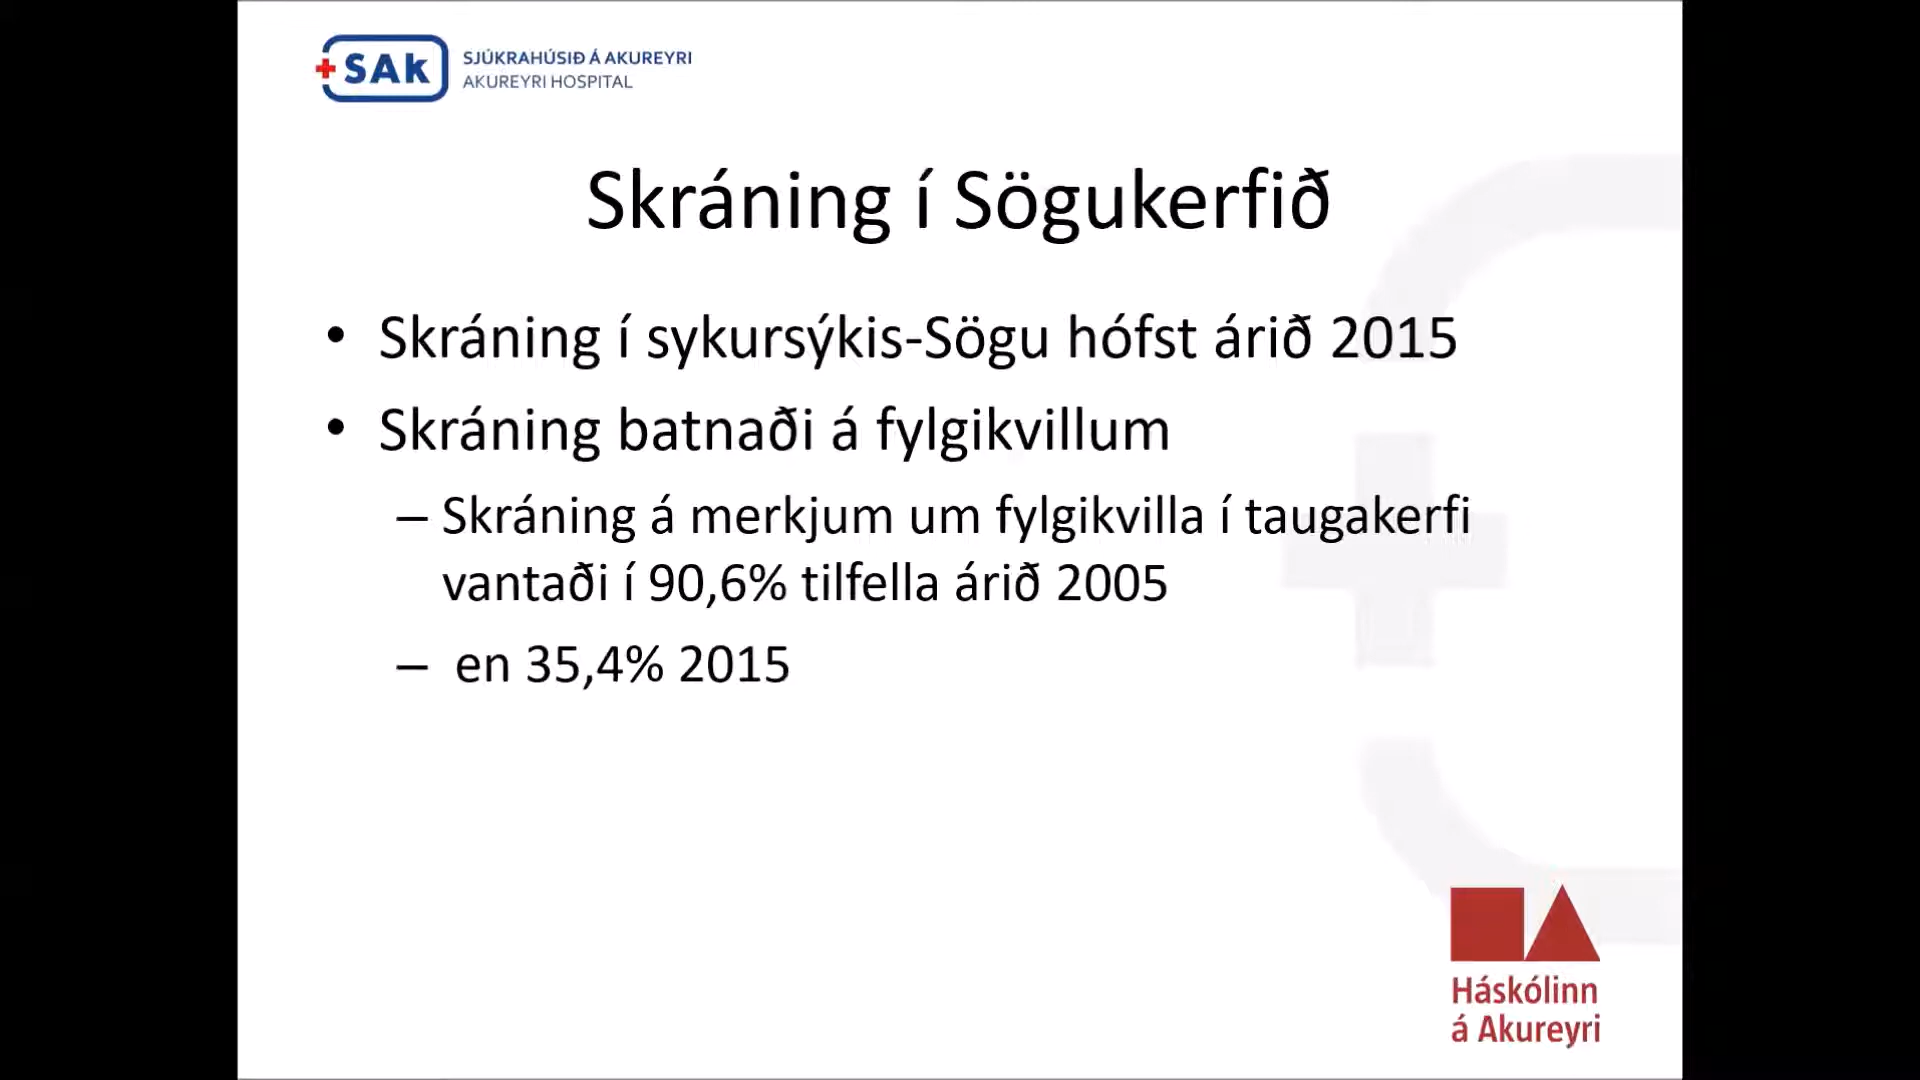 SAk
SJÚKRAHÚSIÐ Á AKUREYRI
AKUREYRI HOSPITAL
Skráning í Sögukerfið
• Skráning í sykursýkis-Sögu hófst árið 2015
• Skráning batnaði á fylgikvillum
– Skráning á merkjum um fylgikvilla í taugakerfi
vantaði í 90,6% tilfella árið 2005
– en 35,4% 2015
Háskólinn
á Akureyri